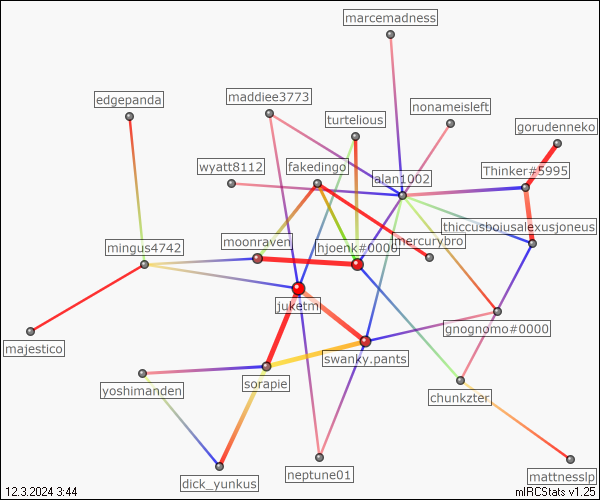 marcemadness
edgepanda
maddiee3773
nonameisleft
turtelious
gorudenneko
wyatt8112
fakedingo
alan1002
Thinker#5995
thiccusboiusalexusjoneus
mingus4742
moonraven
hjoenk#0000
mercurybro
juketmi
gnognomo#0000
majestico
swanky.pants
yoshimanden
sorapie
chunkzter
neptune01
mattnesslp
dick_yunkus
12.3.2024 3:44
mIRCStats v1.25